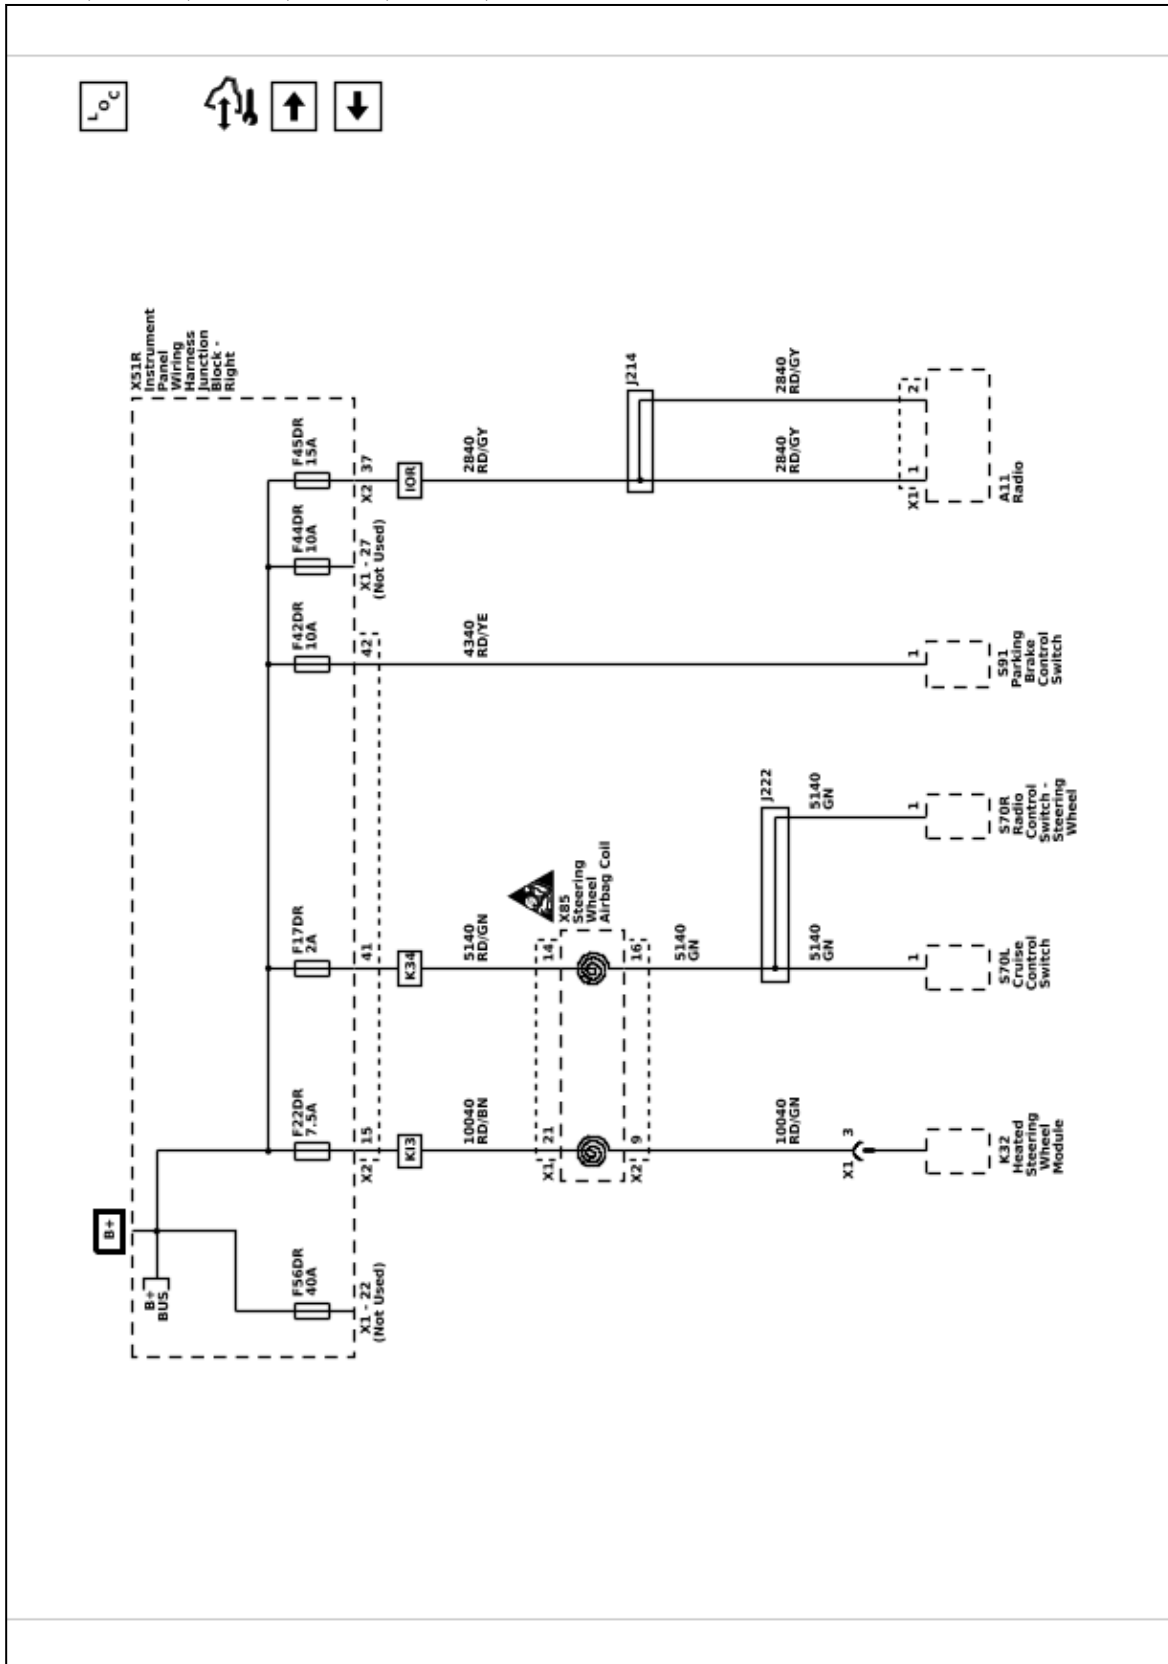 LOC
B+
B+
BUS
X51R
Instrument
Panel
Wiring
Harness
Junction
Block -
Right
F56DR
40A
F22DR
7.5A
F17DR
2A
F42DR
10A
F44DR
10A
F45DR
15A
X1 - 22
(Not Used)
X2 15
41
42
X1 - 27
(Not Used)
X2 37
KI3
K34
IOR
10040
RD/BN
5140
RD/GN
4340
RD/YE
2840
RD/GY
X1 21
14
X85
Steering
Wheel
Airbag Coil
X2 9
16
J214
5140
GN
J222
10040
RD/GN
5140
GN
5140
GN
2840
RD/GY
2840
RD/GY
X1 3
1
1
1
X1 1
2
K32
Heated
Steering
Wheel
Module
S70L
Cruise
Control
Switch
S70R
Radio
Control
Switch -
Steering
Wheel
S91
Parking
Brake
Control
Switch
A11
Radio